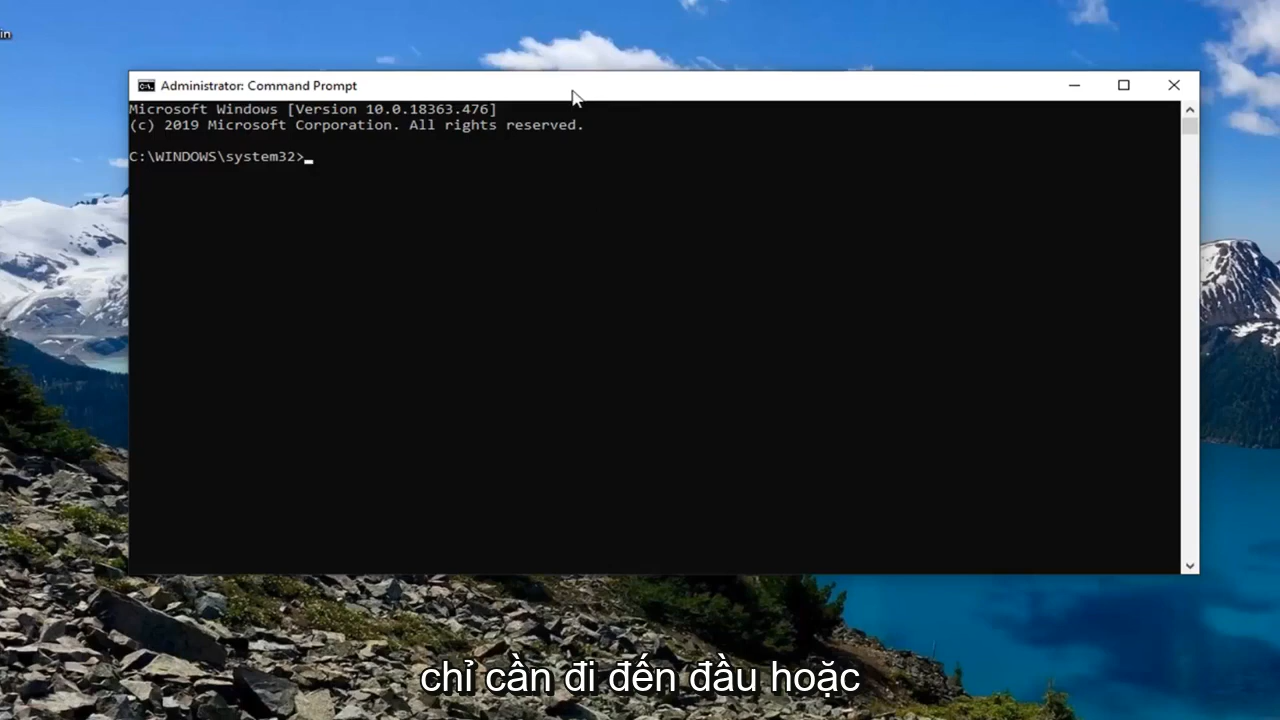 in
Administrator: Command Prompt
Microsoft Windows [Version 10.0.18363.476]
(c) 2019 Microsoft Corporation. All rights reserved.
C:\WINDOWS\system32>
chỉ cần đi đến đầu hoặc